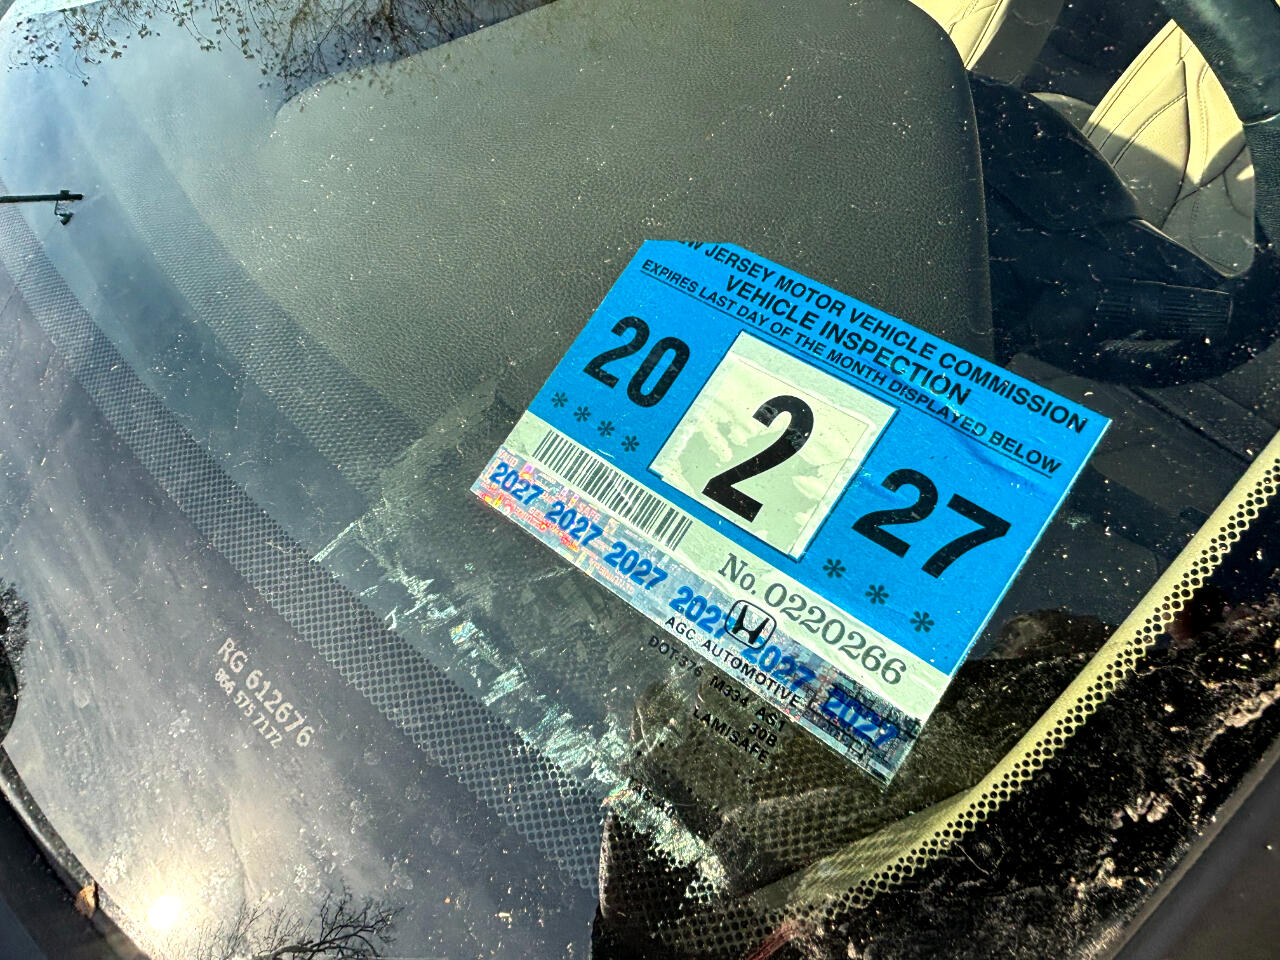 JERSEY MOTOR VEHICLE COMMISSION
VEHICLE INSPECTION
EXPIRES LAST DAY OF THE MONTH DISPLAYED BELOW
20 2 27
**** ***
No. 0220266
2027 2027 2027 2027 2027 2027
AGC AUTOMOTIVE
DOT 376 M334 AS1
30B
LAMISAFE
RG 612676
866 575 7172